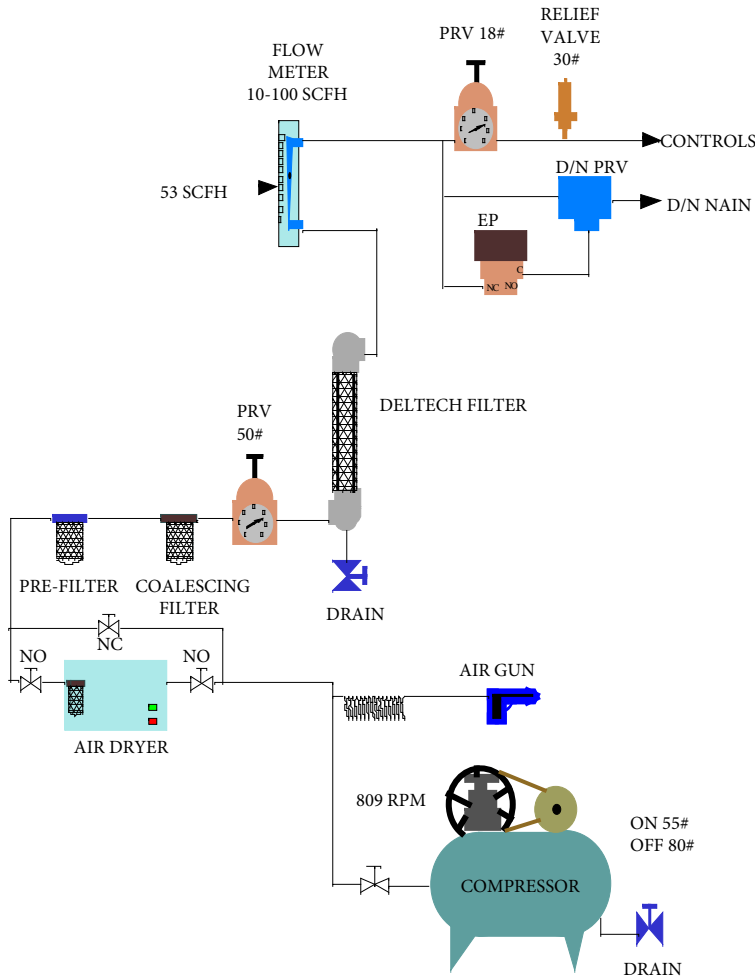 FLOW
METER
10-100 SCFH
PRV 18#
RELIEF
VALVE
30#
CONTROLS
53 SCFH
D/N PRV
D/N NAIN
EP
C
NC
NO
DELTECH FILTER
PRV
50#
PRE-FILTER
COALESCING
FILTER
DRAIN
NC
NO
NO
AIR DRYER
AIR GUN
809 RPM
ON 55#
OFF 80#
COMPRESSOR
DRAIN